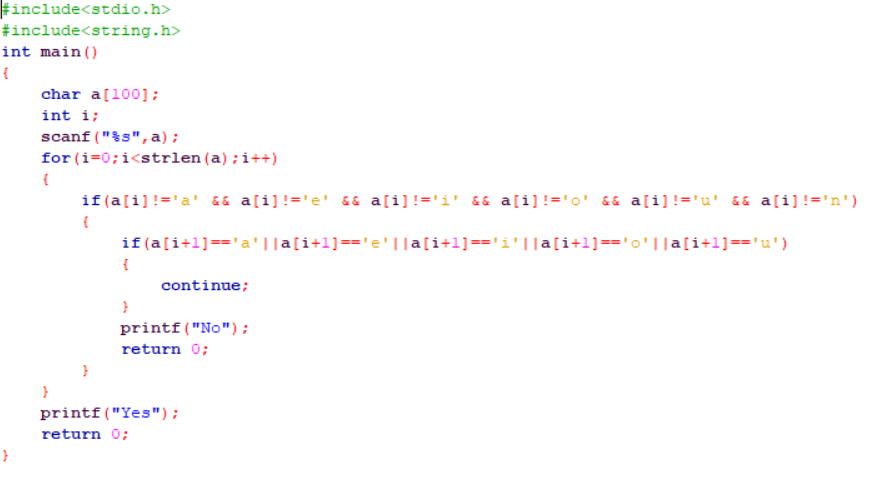 #include<stdio.h>
#include<string.h>
int main()
{
    char a[100];
    int i;
    scanf("%s",a);
    for(i=0;i<strlen(a);i++)
    {
        if(a[i]!='a' && a[i]!='e' && a[i]!='i' && a[i]!='o' && a[i]!='u' && a[i]!='n')
        {
            if(a[i+1]=='a'||a[i+1]=='e'||a[i+1]=='i'||a[i+1]=='o'||a[i+1]=='u')
            {
                continue;
            }
            printf("No");
            return 0;
        }
    }
    printf("Yes");
    return 0;
}